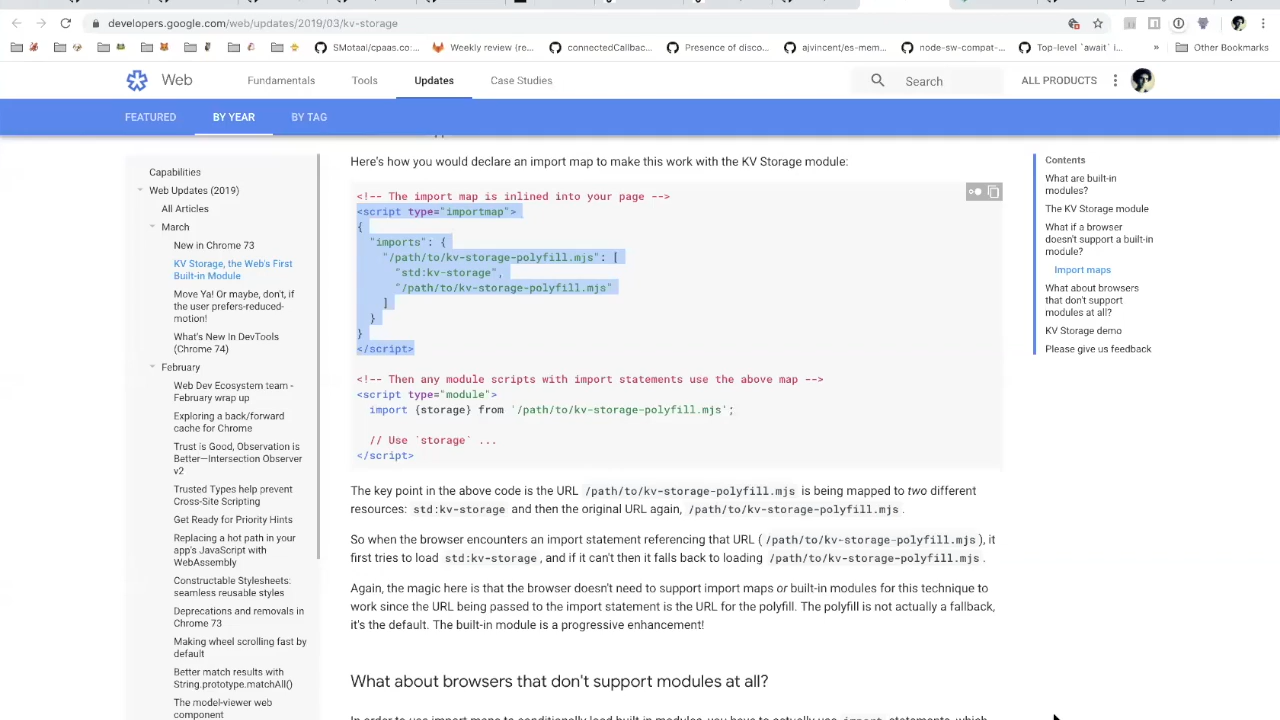 developers.google.com/web/updates/2019/03/kv-storage
SMotaal/cpaas.co:...
Weekly review (re...
connectedCallbac...
Presence of disco...
ajvincent/es-mem...
node-sw-compat-...
Top-level `await` i...
»
Other Bookmarks
Web
Fundamentals
Tools
Updates
Case Studies
Search
ALL PRODUCTS
FEATURED
BY YEAR
BY TAG
Capabilities
Web Updates (2019)
All Articles
March
New in Chrome 73
KV Storage, the Web's First
Built-in Module
Move Ya! Or maybe, don't, if
the user prefers-reduced-
motion!
What's New In DevTools
(Chrome 74)
February
Web Dev Ecosystem team -
February wrap up
Exploring a back/forward
cache for Chrome
Trust is Good, Observation is
Better—Intersection Observer
v2
Trusted Types help prevent
Cross-Site Scripting
Get Ready for Priority Hints
Replacing a hot path in your
app's JavaScript with
WebAssembly
Constructable Stylesheets:
seamless reusable styles
Deprecations and removals in
Chrome 73
Making wheel scrolling fast by
default
Better match results with
String.prototype.matchAll()
The model-viewer web
component
Here's how you would declare an import map to make this work with the KV Storage module:
<!-- The import map is inlined into your page -->
<script type="importmap">
{
"imports": {
"/path/to/kv-storage-polyfill.mjs": [
"std:kv-storage",
"/path/to/kv-storage-polyfill.mjs"
]
}
}
</script>
<!-- Then any module scripts with import statements use the above map -->
<script type="module">
import {storage} from '/path/to/kv-storage-polyfill.mjs';
// Use `storage` ...
</script>
The key point in the above code is the URL /path/to/kv-storage-polyfill.mjs is being mapped to two different
resources: std:kv-storage and then the original URL again, /path/to/kv-storage-polyfill.mjs.
So when the browser encounters an import statement referencing that URL (/path/to/kv-storage-polyfill.mjs), it
first tries to load std:kv-storage, and if it can't then it falls back to loading /path/to/kv-storage-polyfill.mjs.
Again, the magic here is that the browser doesn't need to support import maps or built-in modules for this technique to
work since the URL being passed to the import statement is the URL for the polyfill. The polyfill is not actually a fallback,
it's the default. The built-in module is a progressive enhancement!
What about browsers that don't support modules at all?
In order to use import maps to conditionally load built-in modules, you have to actually use import statements, which
Contents
What are built-in
modules?
The KV Storage module
What if a browser
doesn't support a built-in
module?
Import maps
What about browsers
that don't support
modules at all?
KV Storage demo
Please give us feedback